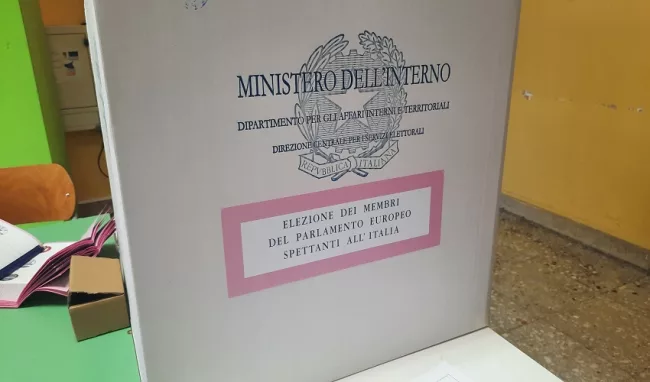 MINISTERO DELL'INTERNO
DIPARTIMENTO PER GLI AFFARI INTERNI E TERRITORIALI
DIREZIONE CENTRALE PER I SERVIZI ELETTORALI
REPVBBLICA ITALIANA
ELEZIONE DEI MEMBRI
DEL PARLAMENTO EUROPEO
SPETTANTI ALL'ITALIA